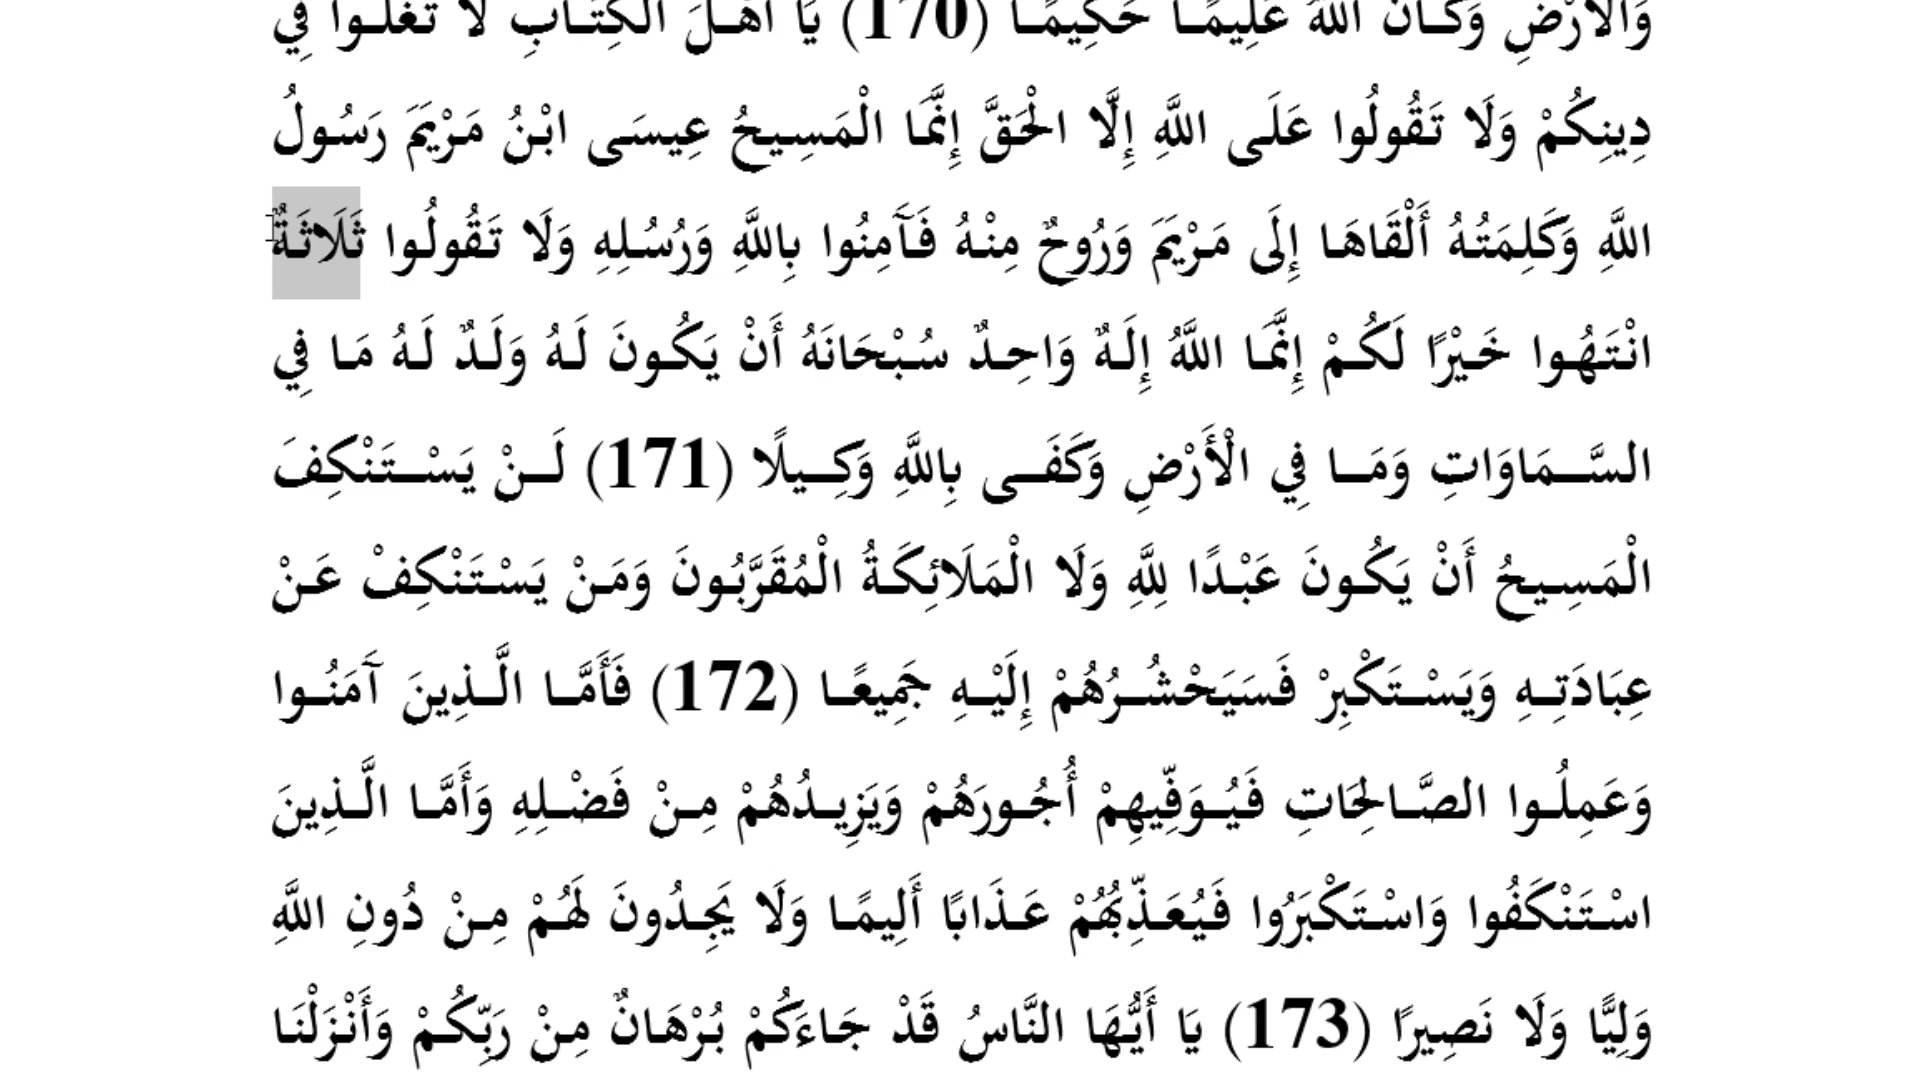 وَالْأَرْضِ وَكَانَ اللَّهُ عَلِيمًا حَكِيمًا (170) يَا أَهْلَ الْكِتَابِ لَا تَغْلُوا فِي
دِينِكُمْ وَلَا تَقُولُوا عَلَى اللَّهِ إِلَّا الْحَقَّ إِنَّمَا الْمَسِيحُ عِيسَى ابْنُ مَرْيَمَ رَسُولُ
اللَّهِ وَكَلِمَتُهُ أَلْقَاهَا إِلَى مَرْيَمَ وَرُوحٌ مِنْهُ فَآَمِنُوا بِاللَّهِ وَرُسُلِهِ وَلَا تَقُولُوا ثَلَاثَةٌ
انْتَهُوا خَيْرًا لَكُمْ إِنَّمَا اللَّهُ إِلَهٌ وَاحِدٌ سُبْحَانَهُ أَنْ يَكُونَ لَهُ وَلَدٌ لَهُ مَا فِي
السَّمَاوَاتِ وَمَا فِي الْأَرْضِ وَكَفَى بِاللَّهِ وَكِيلًا (171) لَنْ يَسْتَنْكِفَ
الْمَسِيحُ أَنْ يَكُونَ عَبْدًا لِلَّهِ وَلَا الْمَلَائِكَةُ الْمُقَرَّبُونَ وَمَنْ يَسْتَنْكِفْ عَنْ
عِبَادَتِهِ وَيَسْتَكْبِرْ فَسَيَحْشُرُهُمْ إِلَيْهِ جَمِيعًا (172) فَأَمَّا الَّذِينَ آَمَنُوا
وَعَمِلُوا الصَّالِحَاتِ فَيُوَفِّيهِمْ أُجُورَهُمْ وَيَزِيدُهُمْ مِنْ فَضْلِهِ وَأَمَّا الَّذِينَ
اسْتَنْكَفُوا وَاسْتَكْبَرُوا فَيُعَذِّبُهُمْ عَذَابًا أَلِيمًا وَلَا يَجِدُونَ لَهُمْ مِنْ دُونِ اللَّهِ
وَلِيًّا وَلَا نَصِيرًا (173) يَا أَيُّهَا النَّاسُ قَدْ جَاءَكُمْ بُرْهَانٌ مِنْ رَبِّكُمْ وَأَنْزَلْنَا